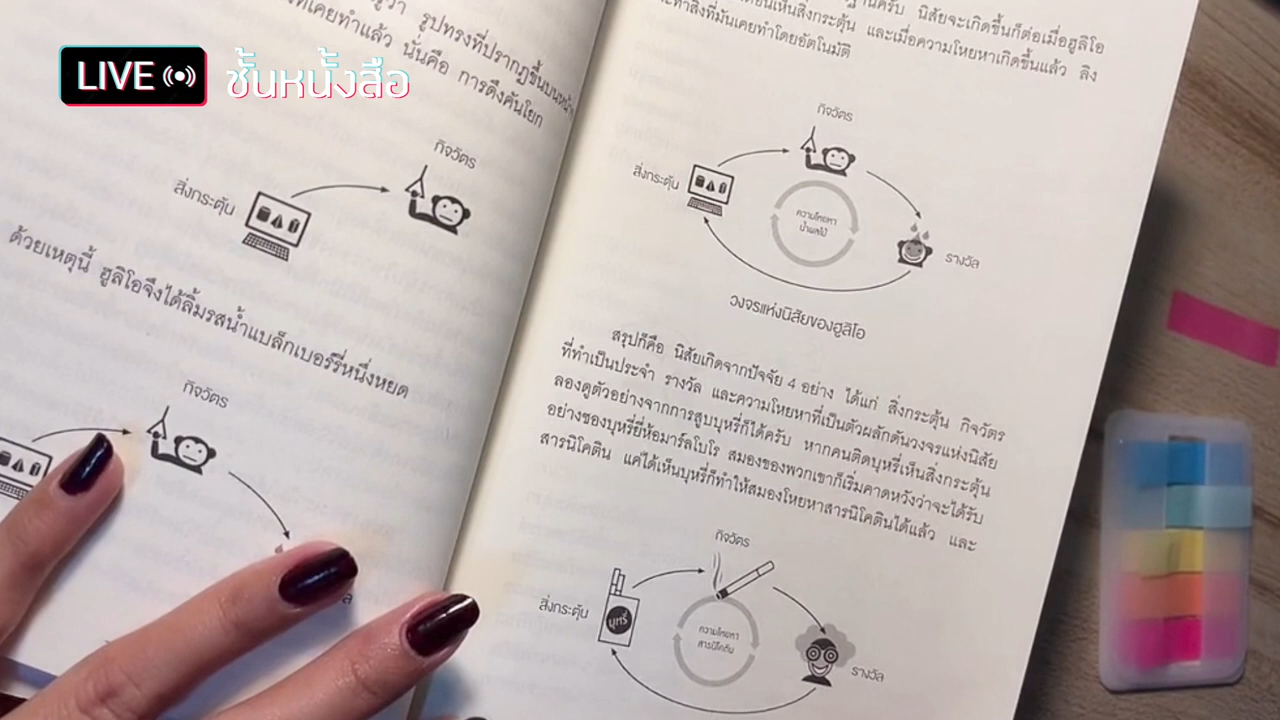 LIVE
ชั้นหนั้งสือ
รูปทรงที่ปรากฏขึ้นบนหน้า
ที่เคยทำแล้ว นั่นคือ การดึงคันโยก
กิจวัตร
สิ่งกระตุ้น
ด้วยเหตุนี้ ฮูลิโอจึงได้ลิ้มรสน้ำแบล็กเบอร์รี่หนึ่งหยด
กิจวัตร
นิสัยจะเกิดขึ้นก็ต่อเมื่อฮูลิโอ
เห็นสิ่งกระตุ้น และเมื่อความโหยหาเกิดขึ้นแล้ว ลิง
จะทำสิ่งที่มันเคยทำโดยอัตโนมัติ
กิจวัตร
สิ่งกระตุ้น
ความโหยหา
น้ำผลไม้
รางวัล
วงจรแห่งนิสัยของฮูลิโอ
สรุปก็คือ นิสัยเกิดจากปัจจัย 4 อย่าง ได้แก่ สิ่งกระตุ้น กิจวัตร
ที่ทำเป็นประจำ รางวัล และความโหยหาที่เป็นตัวผลักดันวงจรแห่งนิสัย
ลองดูตัวอย่างจากการสูบบุหรี่ก็ได้ครับ หากคนติดบุหรี่เห็นสิ่งกระตุ้น
อย่างซองบุหรี่ยี่ห้อมาร์ลโบโร สมองของพวกเขาก็เริ่มคาดหวังว่าจะได้รับ
สารนิโคติน แค่ได้เห็นบุหรี่ก็ทำให้สมองโหยหาสารนิโคตินได้แล้ว และ
กิจวัตร
สิ่งกระตุ้น
บุหรี่
ความโหยหา
สารนิโคติน
รางวัล